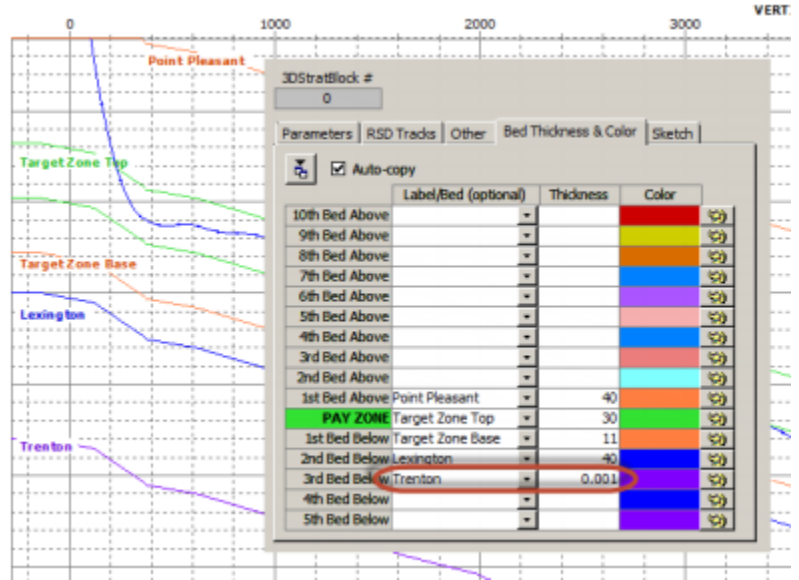 VERT
0
1000
2000
3000
Point Pleasant
Target Zone Top
Target Zone Base
Lexington
Trenton
3DStratBlock #
0
Parameters RSD Tracks Other Bed Thickness & Color Sketch
Auto-copy
Label/Bed (optional) Thickness Color
10th Bed Above
9th Bed Above
8th Bed Above
7th Bed Above
6th Bed Above
5th Bed Above
4th Bed Above
3rd Bed Above
2nd Bed Above
1st Bed Above Point Pleasant 40
PAY ZONE Target Zone Top 30
1st Bed Below Target Zone Base 11
2nd Bed Below Lexington 40
3rd Bed Below Trenton 0.001
4th Bed Below
5th Bed Below